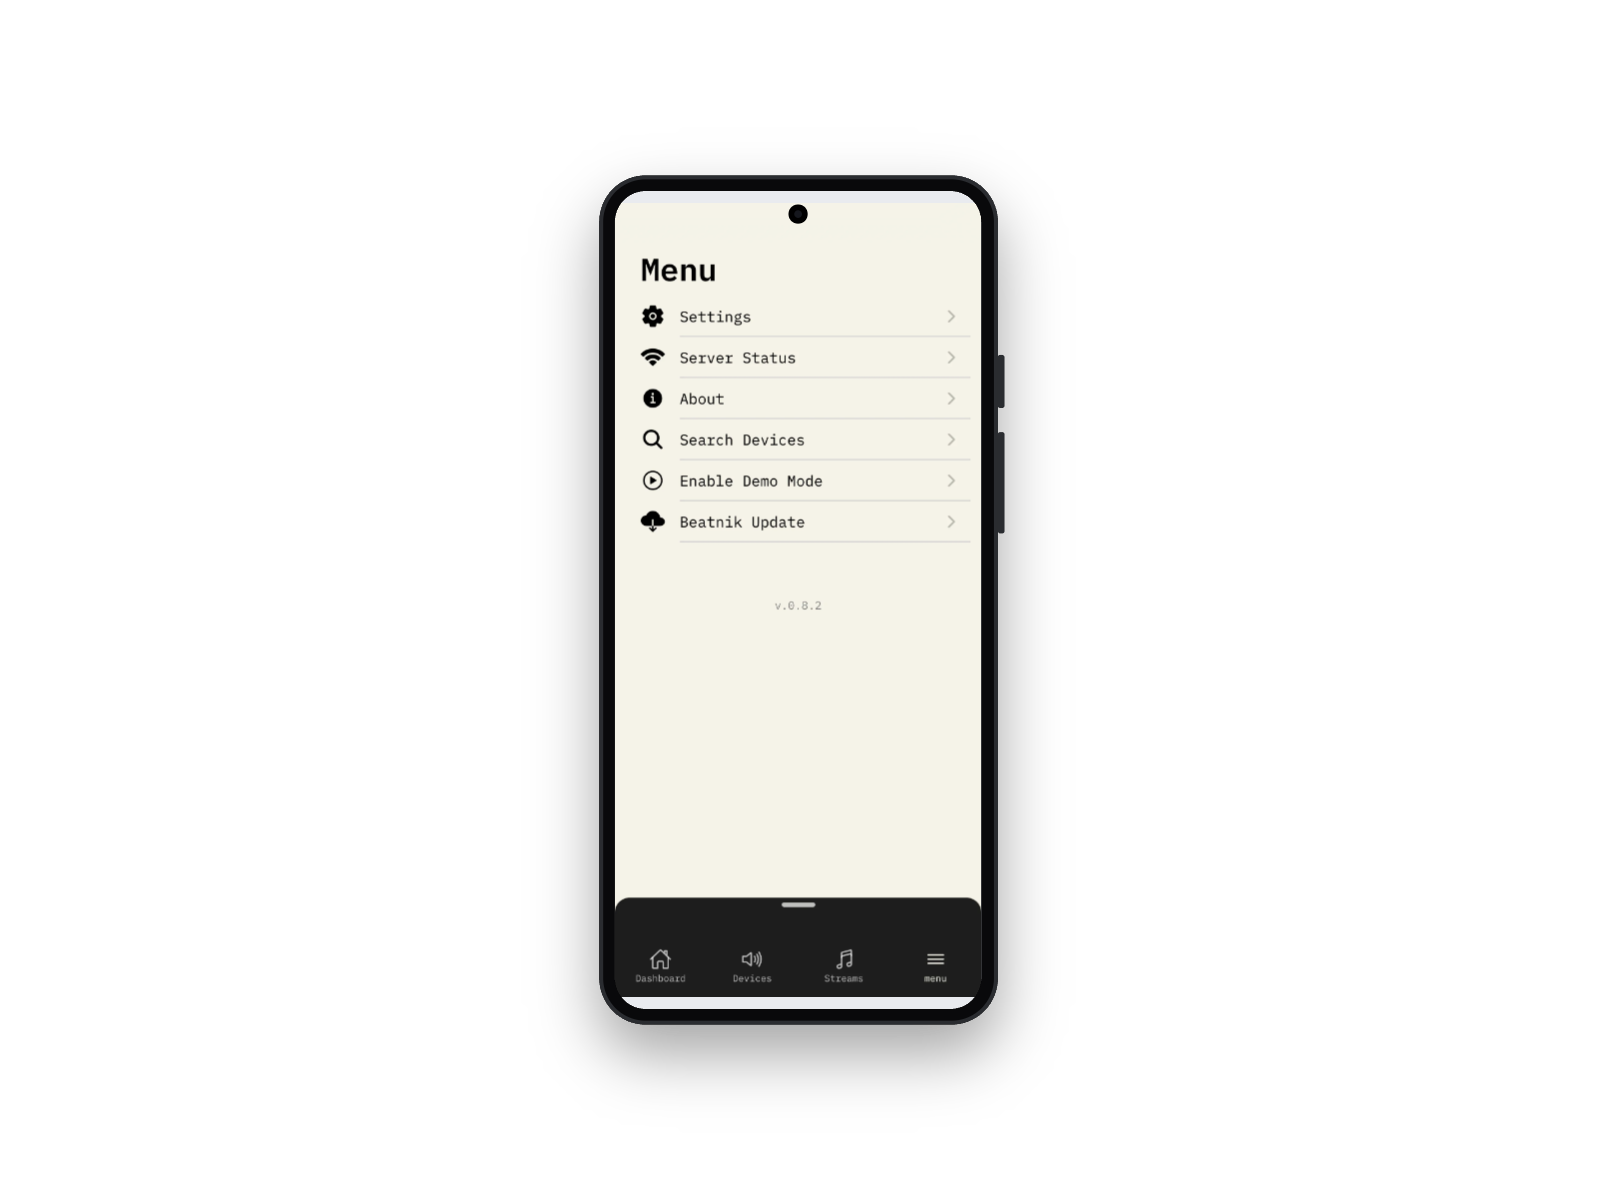 Menu
Settings
Server Status
About
Search Devices
Enable Demo Mode
Beatnik Update
v.0.8.2
Dashboard
Devices
Streams
menu